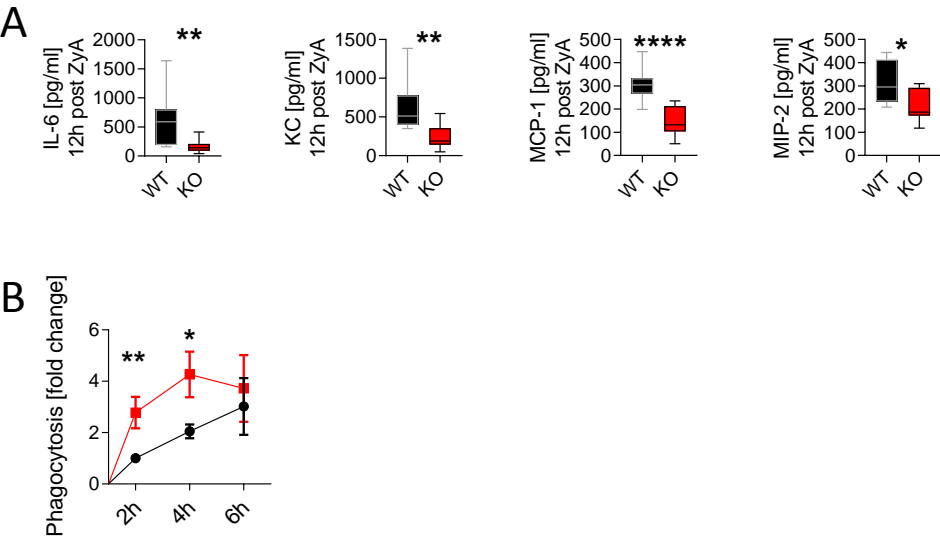 A
IL-6 [pg/ml]
12h post ZyA
2000
1500
1000
500
0
**
WT
KO
KC [pg/ml]
12h post ZyA
1500
1000
500
0
**
WT
KO
MCP-1 [pg/ml]
12h post ZyA
500
400
300
200
100
0
****
WT
KO
MIP-2 [pg/ml]
12h post ZyA
500
400
300
200
100
0
*
WT
KO
B
Phagocytosis [fold change]
6
4
2
0
**
*
2h
4h
6h